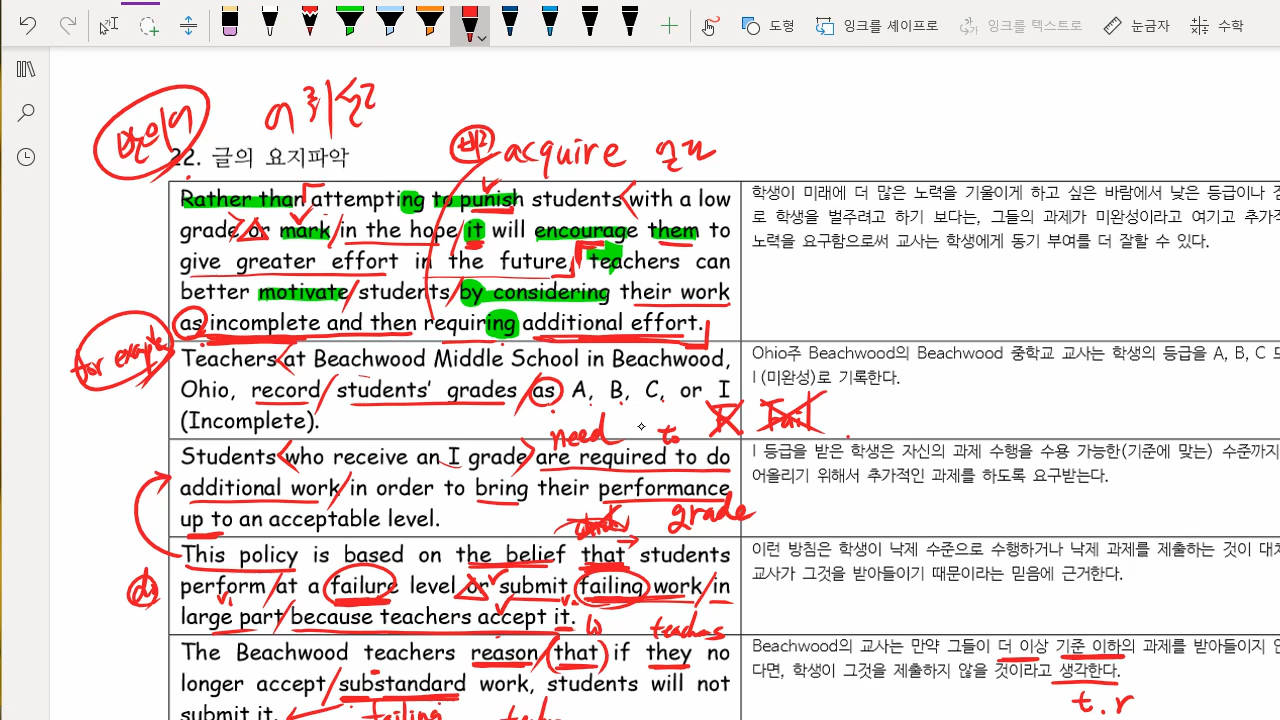 도형
잉크를 셰이프로
잉크를 텍스트로
눈금자
수학
반의어
어휘
acquire
22. 글의 요지파악
Rather than attempting to punish students with a low
grade or mark in the hope it will encourage them to
give greater effort in the future, teachers can
better motivate students by considering their work
as incomplete and then requiring additional effort.
학생이 미래에 더 많은 노력을 기울이게 하고 싶은 바람에서 낮은 등급이나
로 학생을 벌주려고 하기 보다는, 그들의 과제가 미완성이라고 여기고
노력을 요구함으로써 교사는 학생에게 동기 부여를 더 잘할 수 있다.
for example
Teachers at Beachwood Middle School in Beachwood,
Ohio, record students' grades as A, B, C, or I
(Incomplete).
Ohio주 Beachwood의 Beachwood 중학교 교사는 학생의 등급을 A, B, C
I (미완성)로 기록한다.
F Fail
need to
Students who receive an I grade are required to do
additional work in order to bring their performance
up to an acceptable level.
grade
I 등급을 받은 학생은 자신의 과제 수행을 수용 가능한(기준에 맞는) 수준까지
어올리기 위해서 추가적인 과제를 하도록 요구받는다.
This policy is based on the belief that students
perform at a failure level or submit failing work in
large part because teachers accept it.
teachers
이런 방침은 학생이 낙제 수준으로 수행하거나 낙제 과제를 제출하는 것이
교사가 그것을 받아들이기 때문이라는 믿음에 근거한다.
The Beachwood teachers reason that if they no
longer accept substandard work, students will not
submit it.
failing
Beachwood의 교사는 만약 그들이 더 이상 기준 이하의 과제를 받아들이지
다면, 학생이 그것을 제출하지 않을 것이라고 생각한다.
t.r